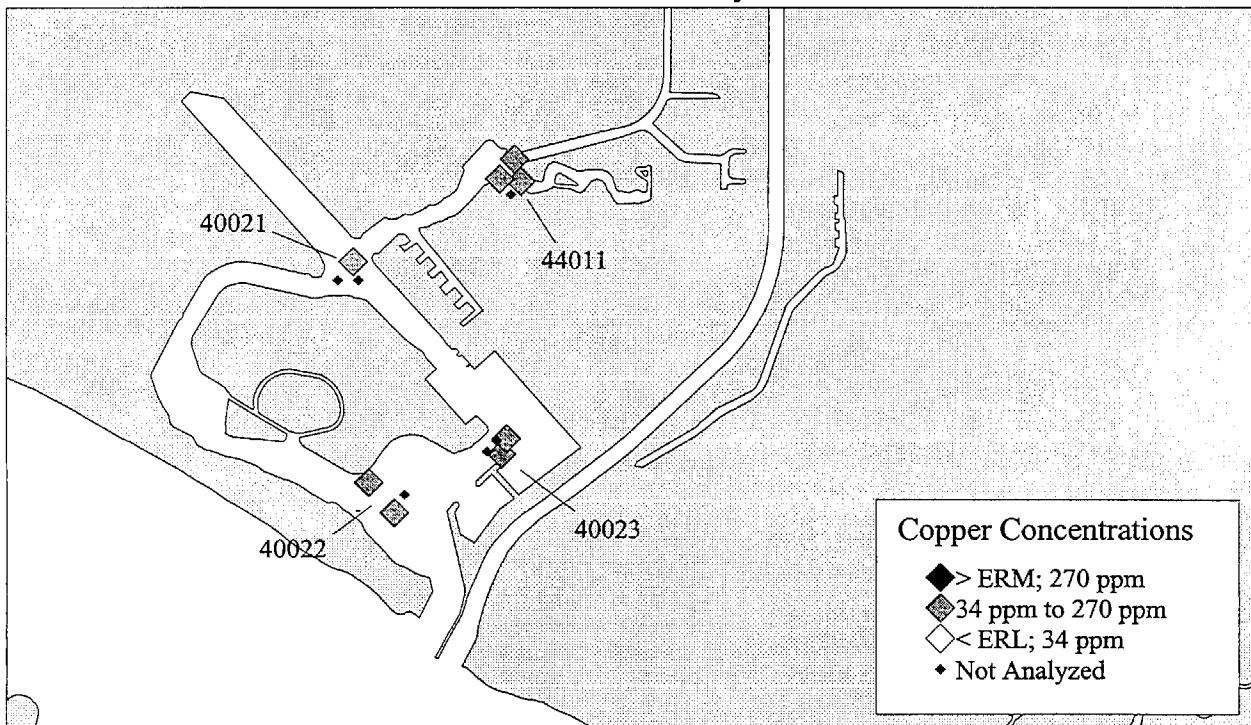 40021
44011
40022
40023
Copper Concentrations
> ERM; 270 ppm
34 ppm to 270 ppm
< ERL; 34 ppm
Not Analyzed